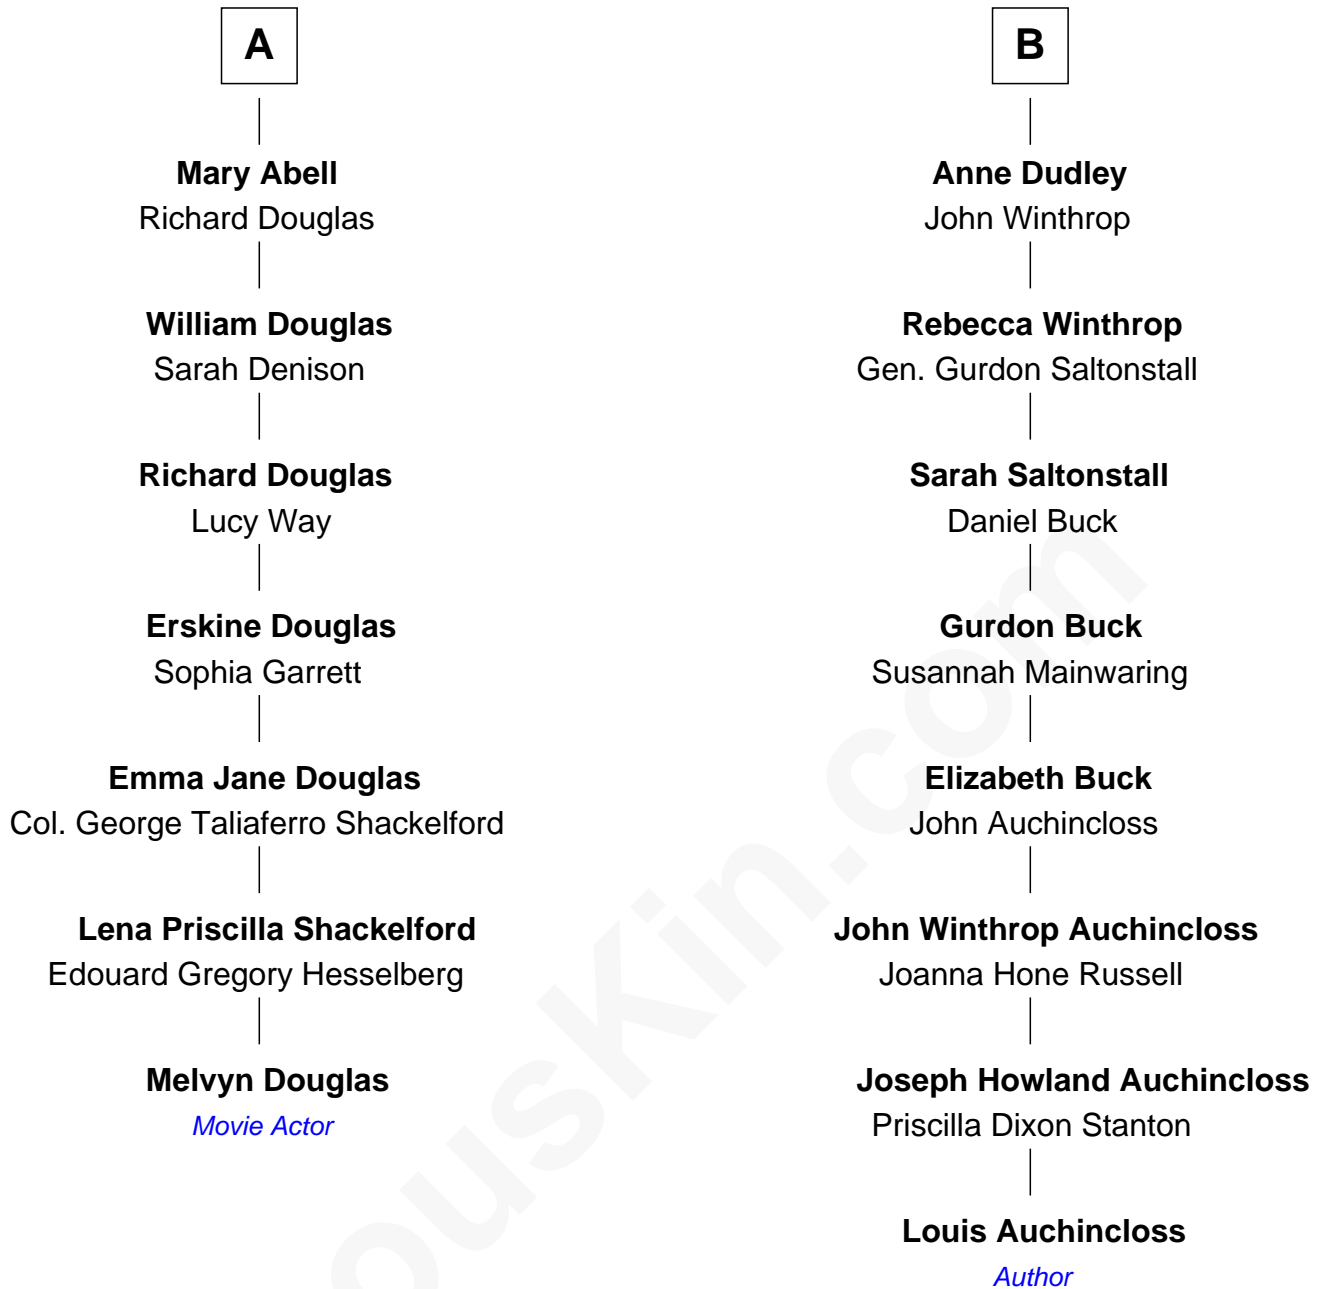 A
Mary Abell
Richard Douglas
William Douglas
Sarah Denison
Richard Douglas
Lucy Way
Erskine Douglas
Sophia Garrett
Emma Jane Douglas
Col. George Taliaferro Shackelford
Lena Priscilla Shackelford
Edouard Gregory Hesselberg
Melvyn Douglas
Movie Actor
B
Anne Dudley
John Winthrop
Rebecca Winthrop
Gen. Gurdon Saltonstall
Sarah Saltonstall
Daniel Buck
Gurdon Buck
Susannah Mainwaring
Elizabeth Buck
John Auchincloss
John Winthrop Auchincloss
Joanna Hone Russell
Joseph Howland Auchincloss
Priscilla Dixon Stanton
Louis Auchincloss
Author
ousKin.com